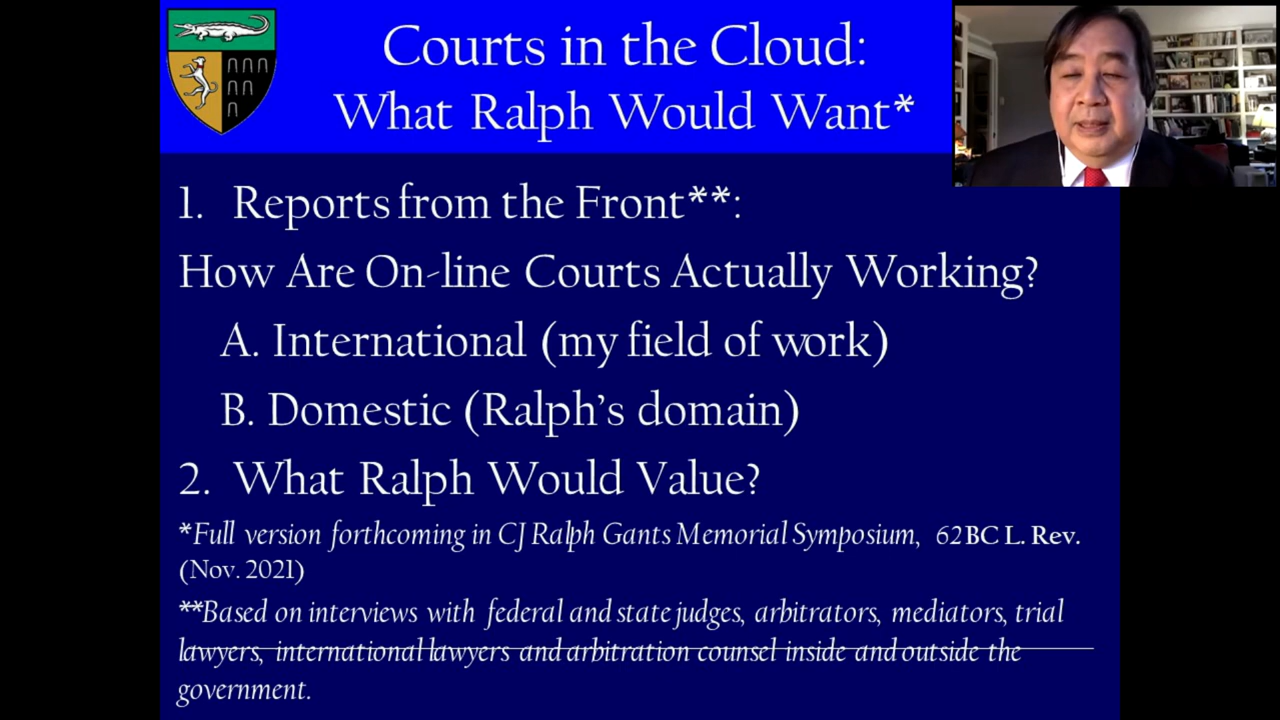 Courts in the Cloud:
What Ralph Would Want*
1. Reports from the Front**:
How Are On-line Courts Actually Working?
A. International (my field of work)
B. Domestic (Ralph's domain)
2. What Ralph Would Value?
*Full version forthcoming in CJ Ralph Gants Memorial Symposium, 62 BC L. Rev.
(Nov. 2021)
**Based on interviews with federal and state judges, arbitrators, mediators, trial
lawyers, international lawyers and arbitration counsel inside and outside the
government.